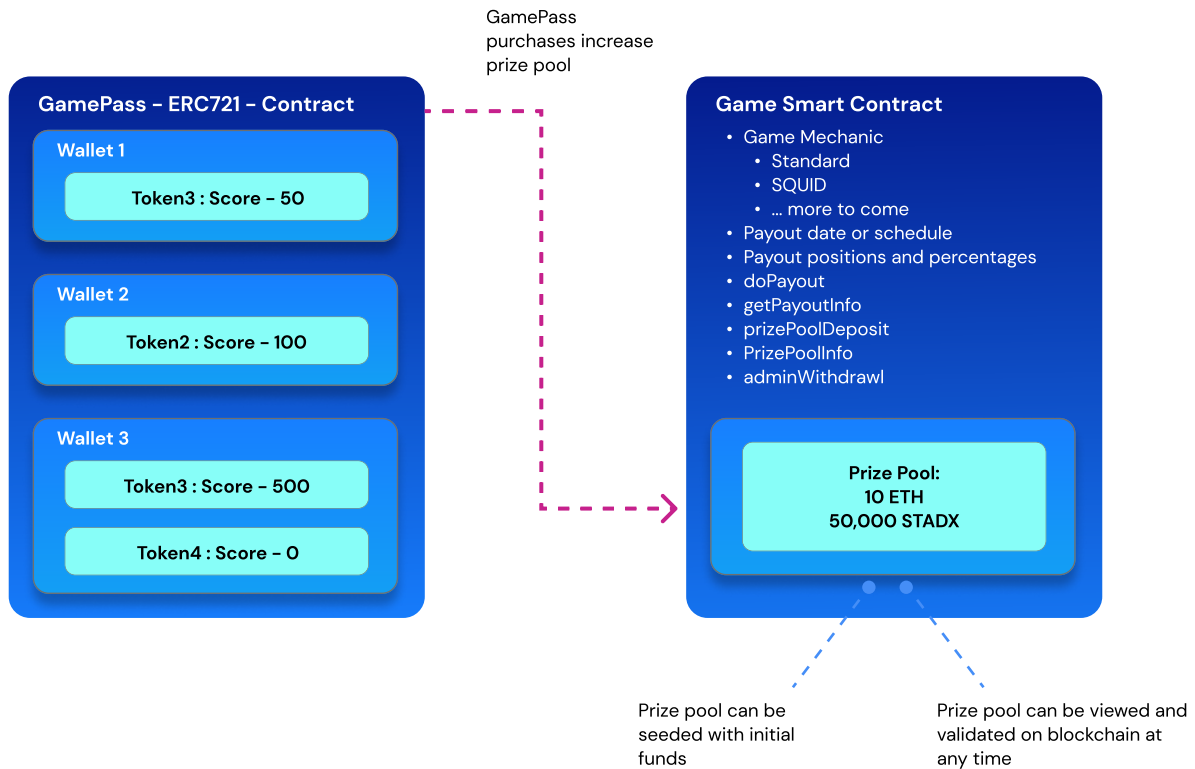 GamePass
purchases increase
prize pool
GamePass - ERC721 - Contract
Wallet 1
Token3 : Score - 50
Wallet 2
Token2 : Score - 100
Wallet 3
Token3 : Score - 500
Token4 : Score - 0
Game Smart Contract
• Game Mechanic
• Standard
• SQUID
• ... more to come
• Payout date or schedule
• Payout positions and percentages
• doPayout
• getPayoutInfo
• prizePoolDeposit
• PrizePoolInfo
• adminWithdrawl
Prize Pool:
10 ETH
50,000 STADX
Prize pool can be
seeded with initial
funds
Prize pool can be viewed and
validated on blockchain at
any time